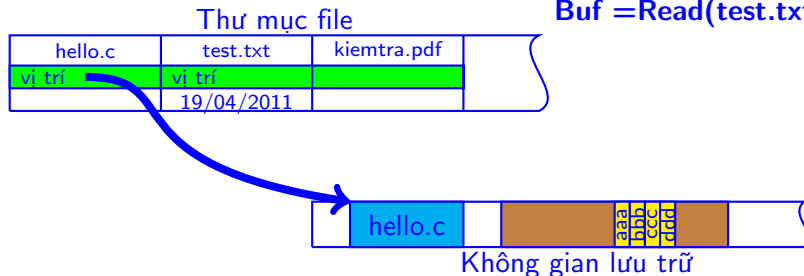 Buf =Read(test.tx
Thư mục file
hello.c test.txt kiemtra.pdf
vị trí vị trí
19/04/2011
hello.c aaa bbb ccc ddd
Không gian lưu trữ